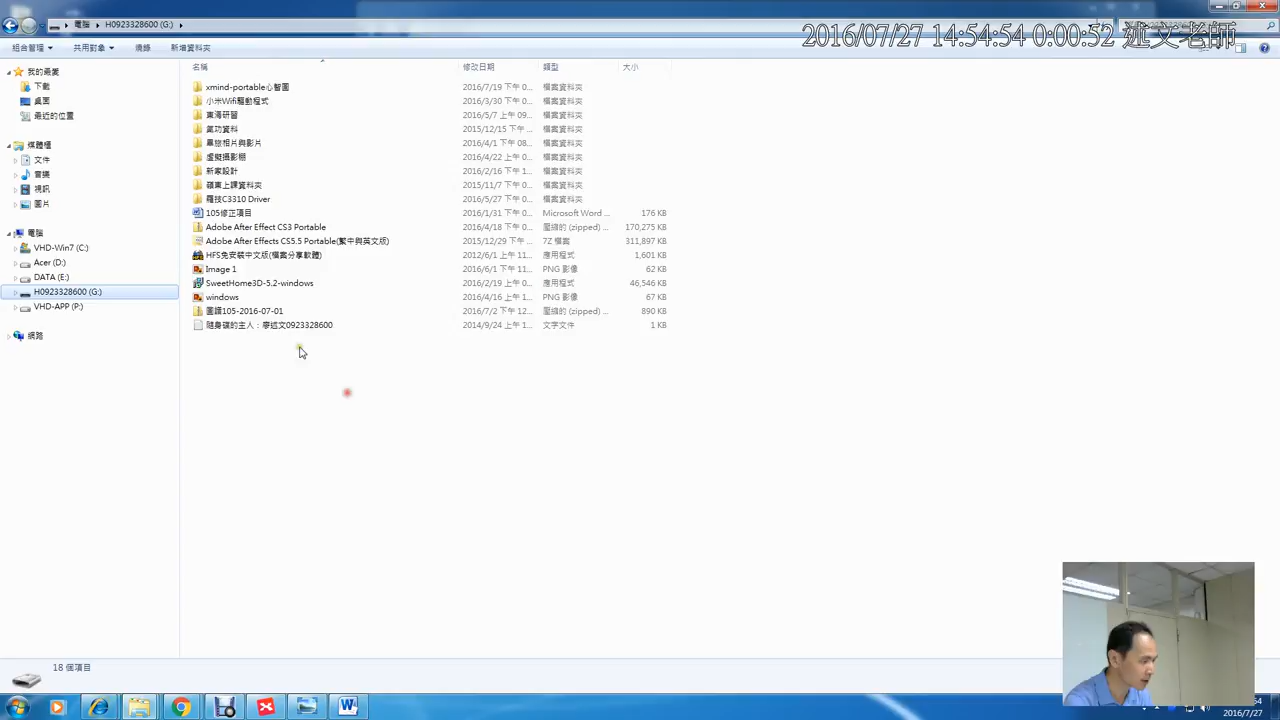 電腦 ▸ H0923328600 (G:) ▸
2016/07/27 14:54:54 0:00:52 述文老師
組合管理 ▼ 共用對象 ▼ 燒錄 新增資料夾
名稱 修改日期 類型 大小
我的最愛
下載
桌面
最近的位置
媒體櫃
文件
音樂
視訊
圖片
電腦
VHD-Win7 (C:)
Acer (D:)
DATA (E:)
H0923328600 (G:)
VHD-APP (P:)
網路
xmind-portable心智圖 2016/7/19 下午 0... 檔案資料夾
小米Wifi驅動程式 2016/3/30 下午 0... 檔案資料夾
東海研習 2016/5/7 上午 09... 檔案資料夾
氣功資料 2015/12/15 下午 ... 檔案資料夾
畢旅相片與影片 2016/4/1 下午 08... 檔案資料夾
虛擬攝影棚 2016/4/22 上午 0... 檔案資料夾
新家設計 2016/2/16 下午 1... 檔案資料夾
嶺東上課資料夾 2015/11/7 下午 0... 檔案資料夾
羅技C3310 Driver 2016/5/27 下午 0... 檔案資料夾
105修正項目 2016/1/31 下午 0... Microsoft Word ... 176 KB
Adobe After Effect CS3 Portable 2016/4/18 下午 0... 壓縮的 (zipped) ... 170,275 KB
Adobe After Effects CS5.5 Portable(繁中與英文版) 2015/12/29 下午 ... 7Z 檔案 311,897 KB
HFS免安裝中文版(檔案分享軟體) 2012/6/1 上午 11... 應用程式 1,601 KB
Image 1 2016/6/1 上午 11... PNG 影像 62 KB
SweetHome3D-5.2-windows 2016/2/19 上午 0... 應用程式 46,546 KB
windows 2016/4/16 上午 1... PNG 影像 67 KB
圖譜105-2016-07-01 2016/7/2 下午 12... 壓縮的 (zipped) ... 890 KB
隨身碟的主人：廖述文0923328600 2014/9/24 上午 1... 文字文件 1 KB
18 個項目
2016/7/27